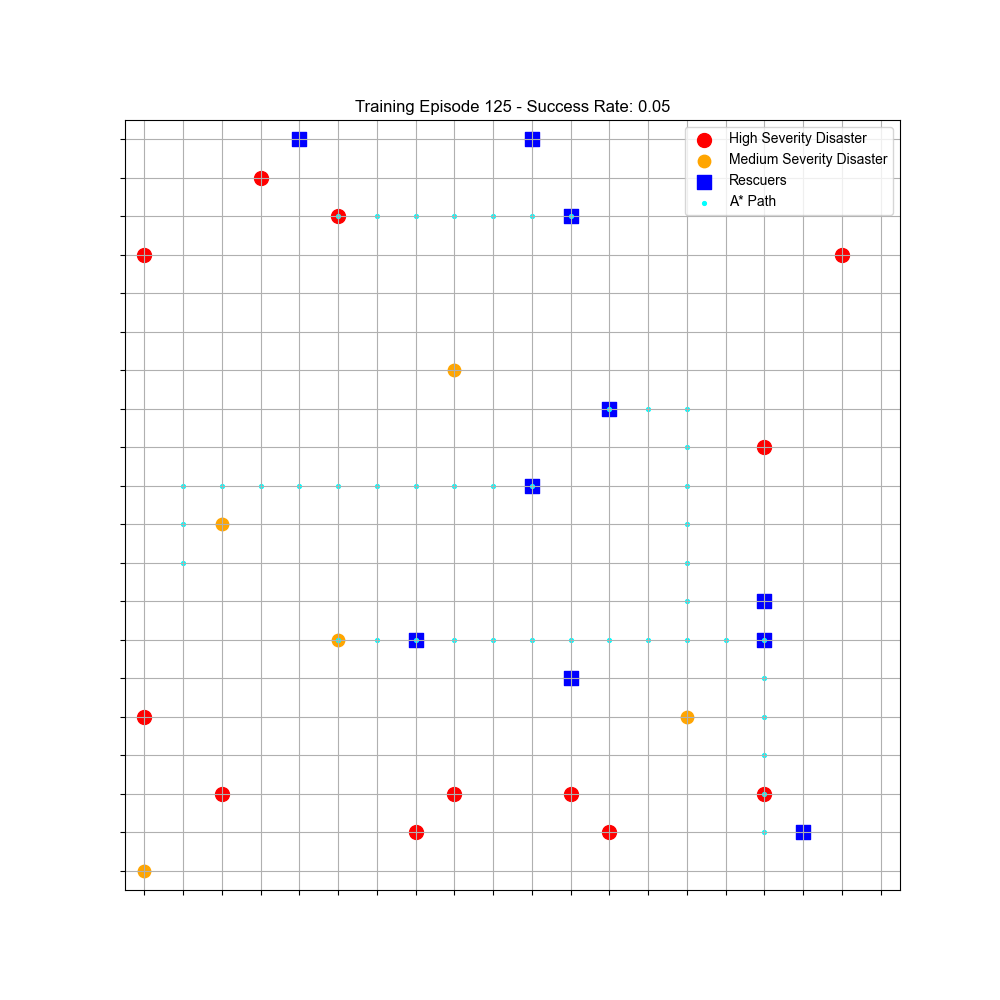 Training Episode 125 - Success Rate: 0.05
High Severity Disaster
Medium Severity Disaster
Rescuers
A* Path